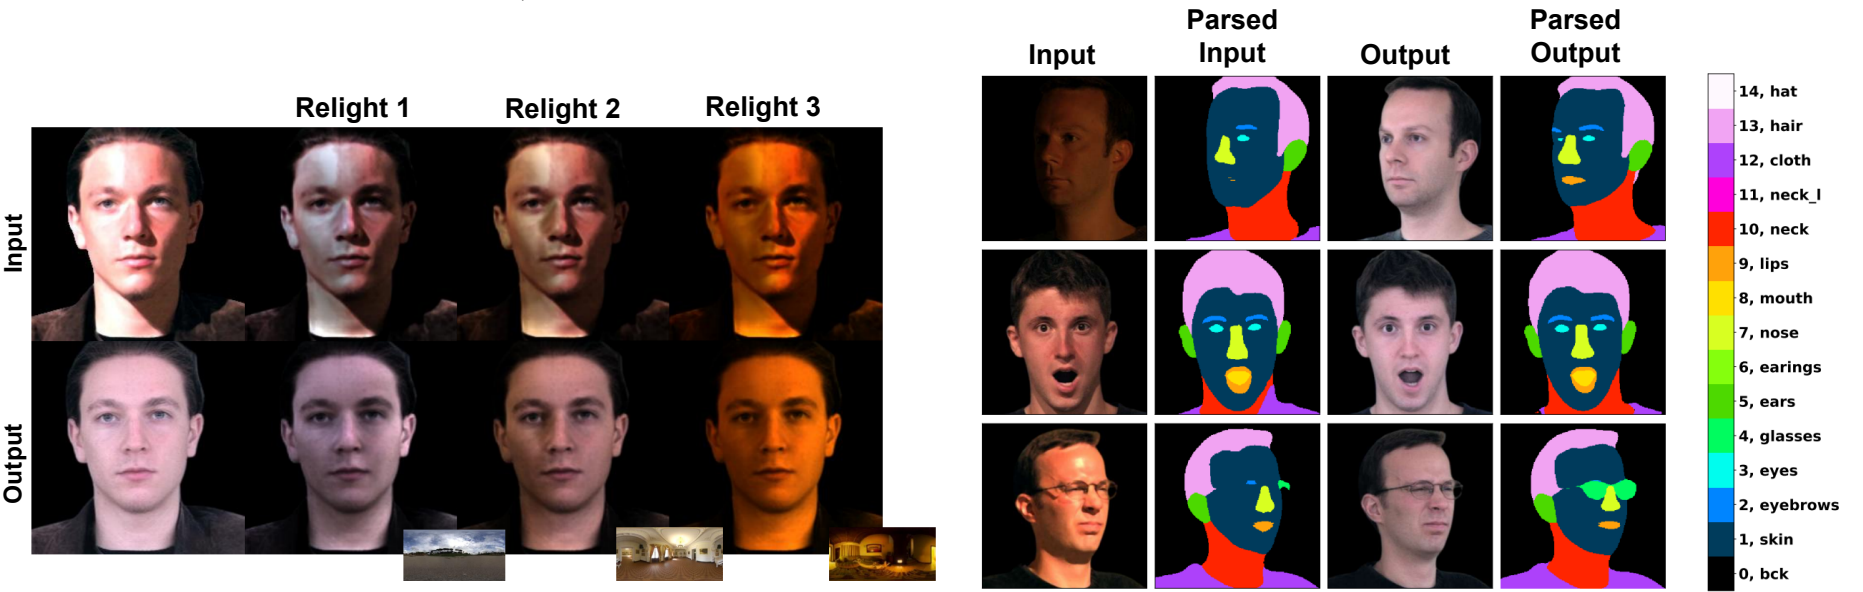 Relight 1
Relight 2
Relight 3
Input
Output
Input
Parsed
Input
Output
Parsed
Output
14, hat
13, hair
12, cloth
11, neck_l
10, neck
9, lips
8, mouth
7, nose
6, earings
5, ears
4, glasses
3, eyes
2, eyebrows
1, skin
0, bck